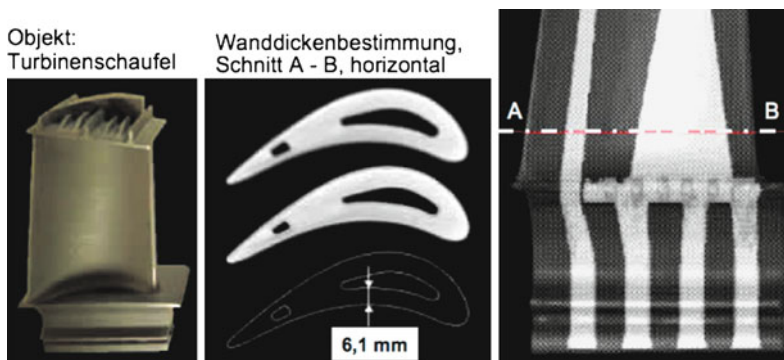 Objekt:
Turbinenschaufel
Wanddickenbestimmung,
Schnitt A - B, horizontal
6,1 mm
A
B